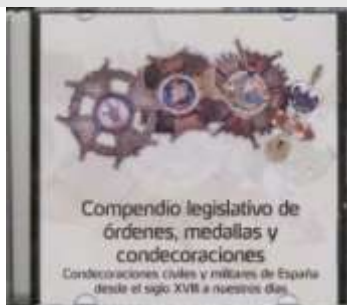 Compendio legislativo de
órdenes, medallas y
condecoraciones
Condecoraciones civiles y militares de España
desde el siglo XVIII a nuestros días